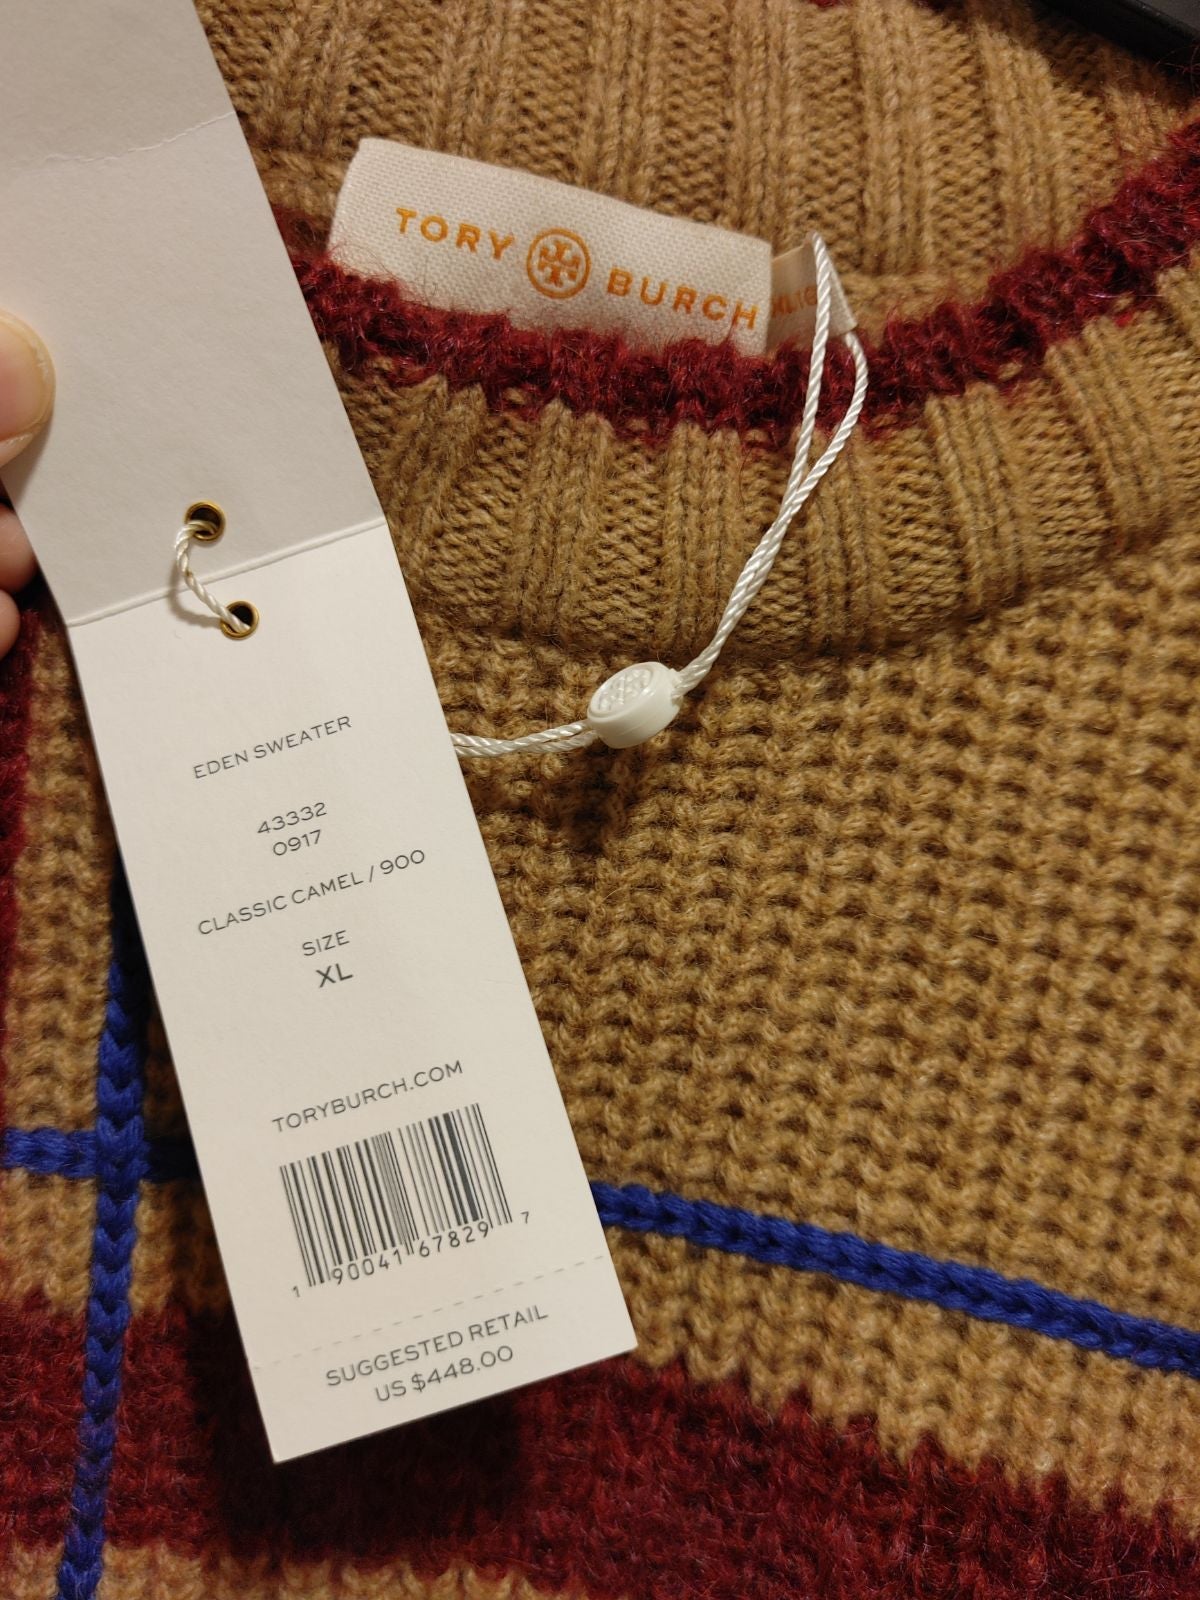 TORY BURCH
EDEN SWEATER
43332
0917
CLASSIC CAMEL / 900
SIZE
XL
TORYBURCH.COM
1 90041 67829 7
SUGGESTED RETAIL
US $448.00